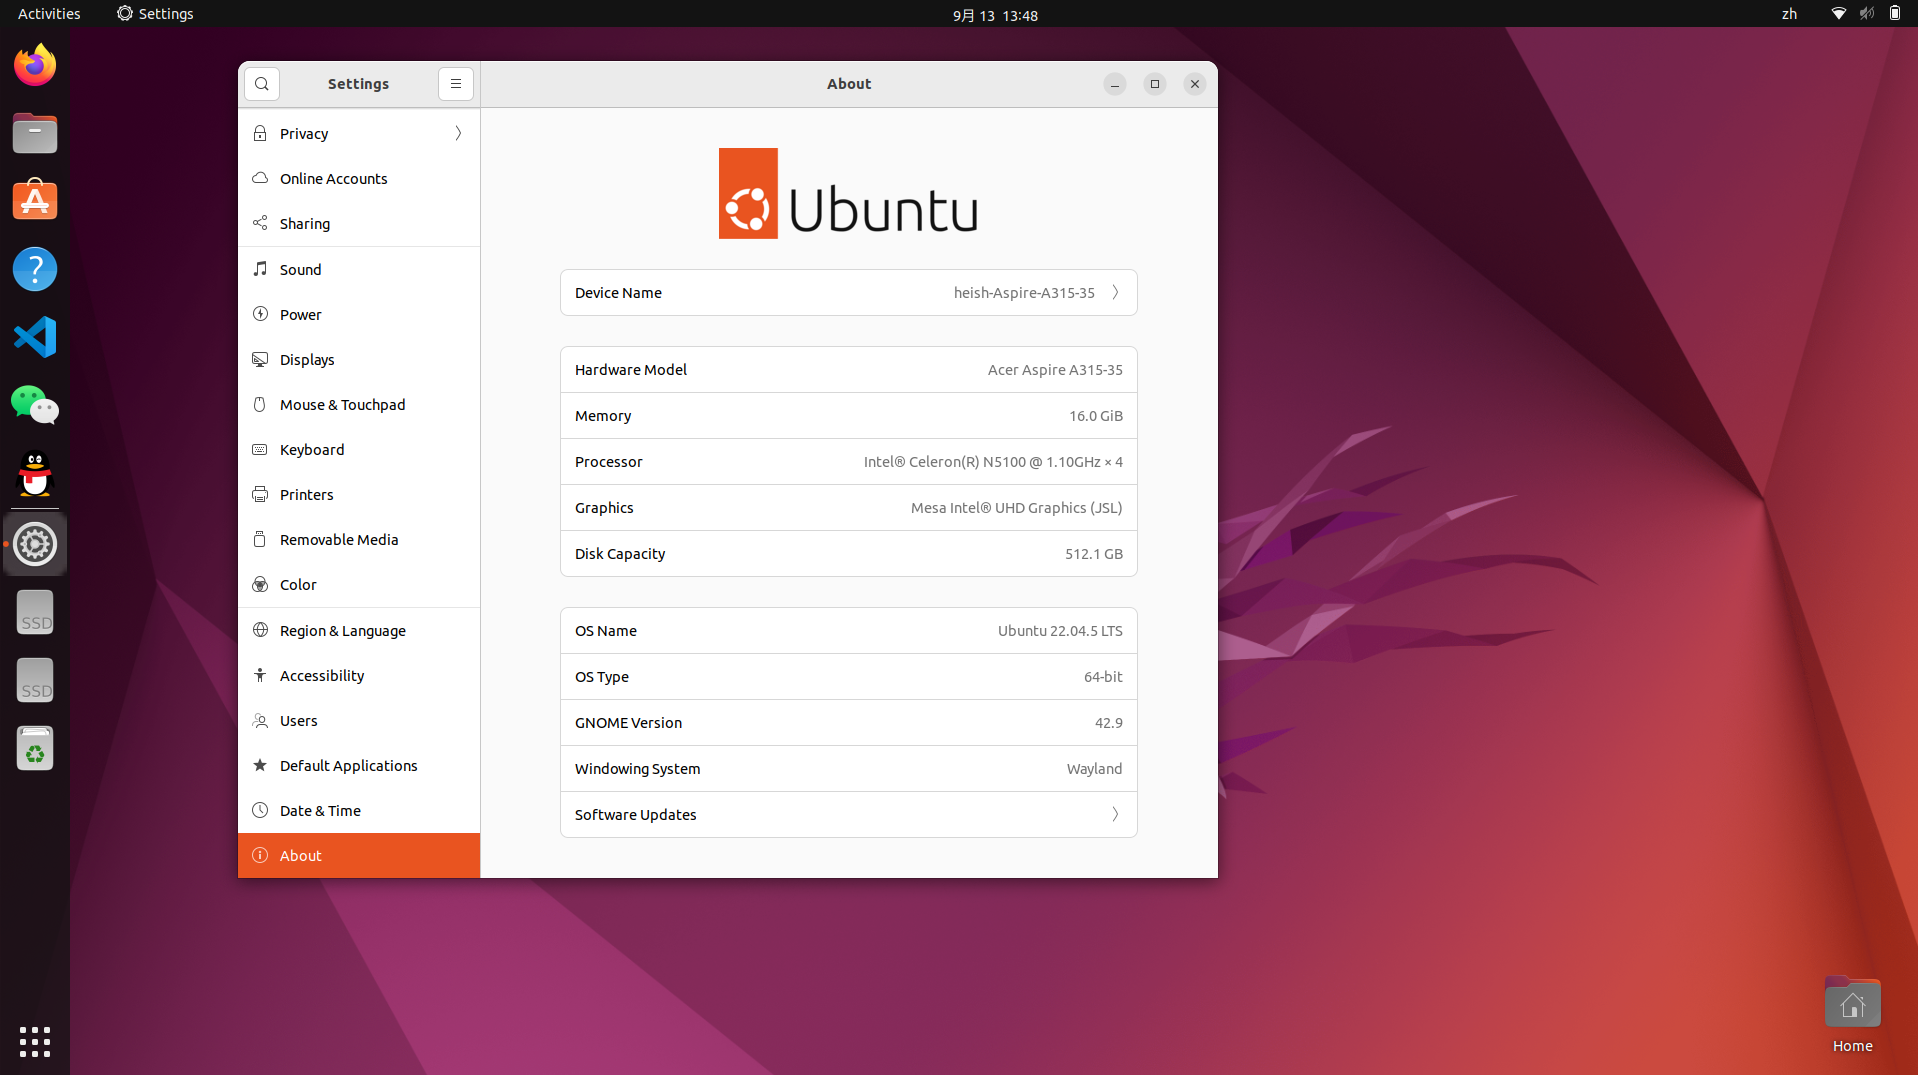 Activities Settings 9月 13 13:48 zh
Settings
About
Privacy
Online Accounts
Sharing
Sound
Power
Displays
Mouse & Touchpad
Keyboard
Printers
Removable Media
Color
Region & Language
Accessibility
Users
Default Applications
Date & Time
About
Ubuntu
Device Name heish-Aspire-A315-35
Hardware Model Acer Aspire A315-35
Memory 16.0 GiB
Processor Intel® Celeron(R) N5100 @ 1.10GHz × 4
Graphics Mesa Intel® UHD Graphics (JSL)
Disk Capacity 512.1 GB
OS Name Ubuntu 22.04.5 LTS
OS Type 64-bit
GNOME Version 42.9
Windowing System Wayland
Software Updates
SSD
SSD
Home